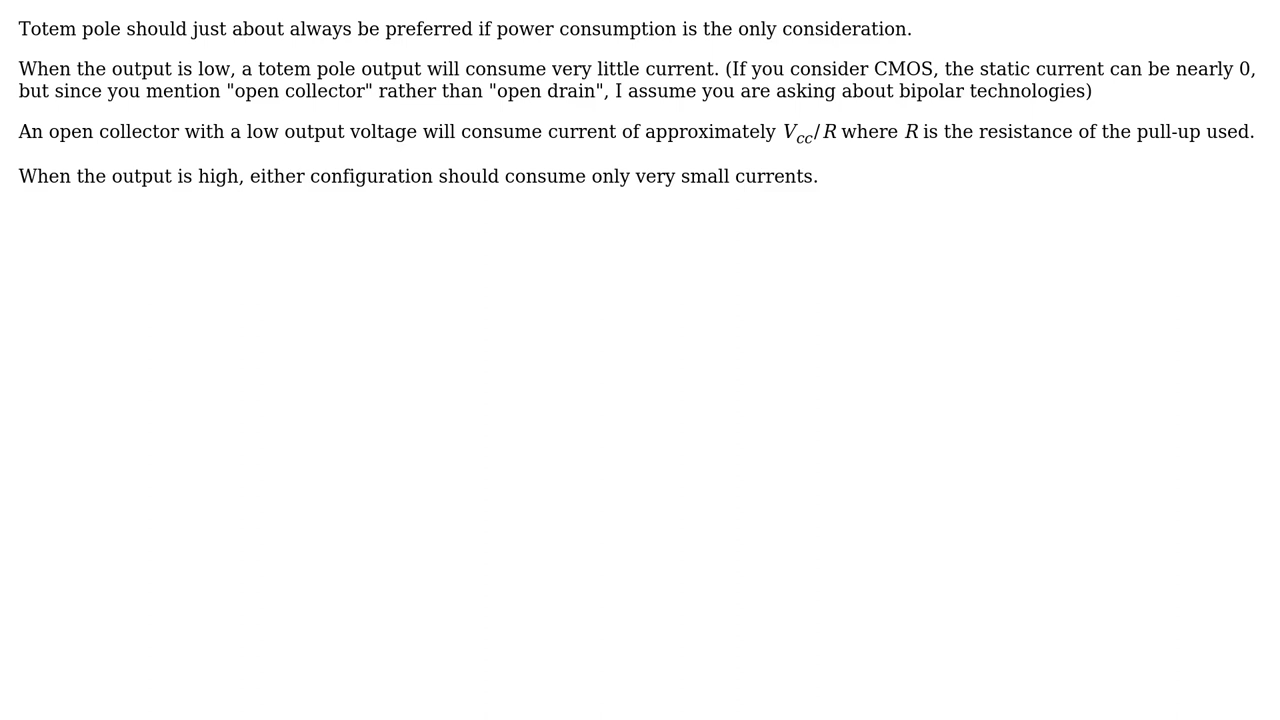 Totem pole should just about always be preferred if power consumption is the only consideration.
When the output is low, a totem pole output will consume very little current. (If you consider CMOS, the static current can be nearly 0,
but since you mention "open collector" rather than "open drain", I assume you are asking about bipolar technologies)
An open collector with a low output voltage will consume current of approximately V_cc/R where R is the resistance of the pull-up used.
When the output is high, either configuration should consume only very small currents.